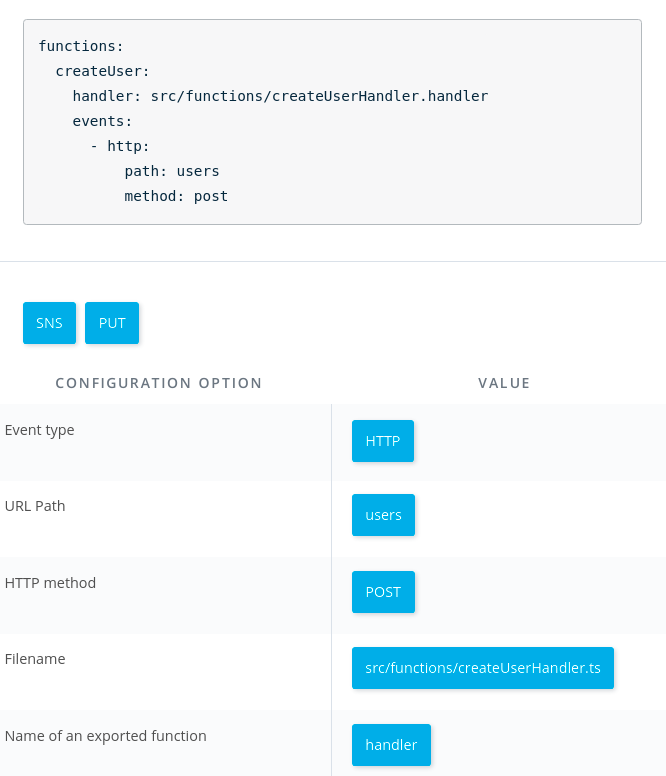 functions:
  createUser:
    handler: src/functions/createUserHandler.handler
    events:
      - http:
          path: users
          method: post
SNS PUT
CONFIGURATION OPTION VALUE
Event type HTTP
URL Path users
HTTP method POST
Filename src/functions/createUserHandler.ts
Name of an exported function handler